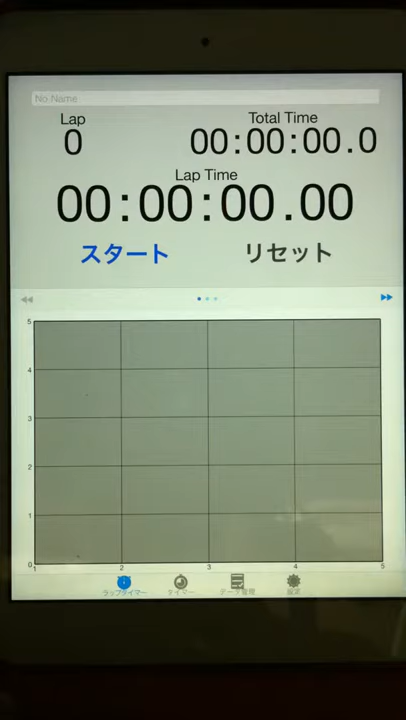 No Name
Lap
Total Time
0
00:00:00.0
Lap Time
00:00:00.00
スタート
リセット
5
4
3
2
1
0
1
2
3
4
5
ラップタイマー
タイマー
データ管理
設定